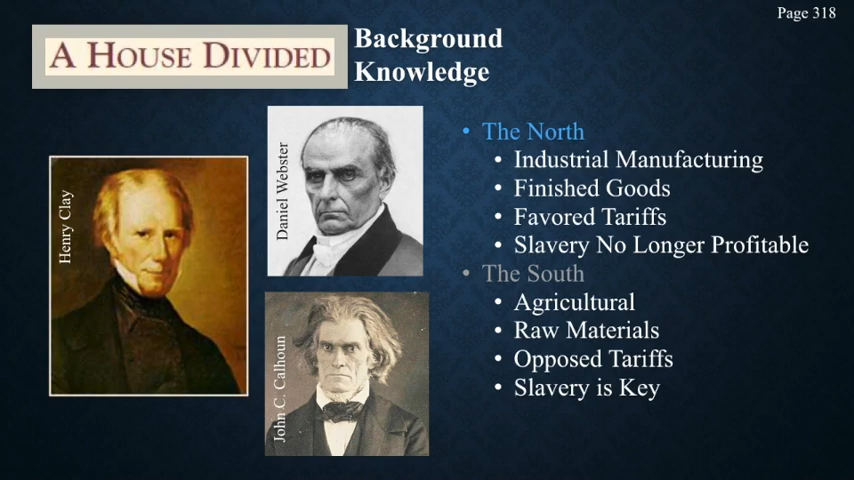 Page 318
A HOUSE DIVIDED
Background
Knowledge
Henry Clay
Daniel Webster
John C. Calhoun
• The North
• Industrial Manufacturing
• Finished Goods
• Favored Tariffs
• Slavery No Longer Profitable
• The South
• Agricultural
• Raw Materials
• Opposed Tariffs
• Slavery is Key